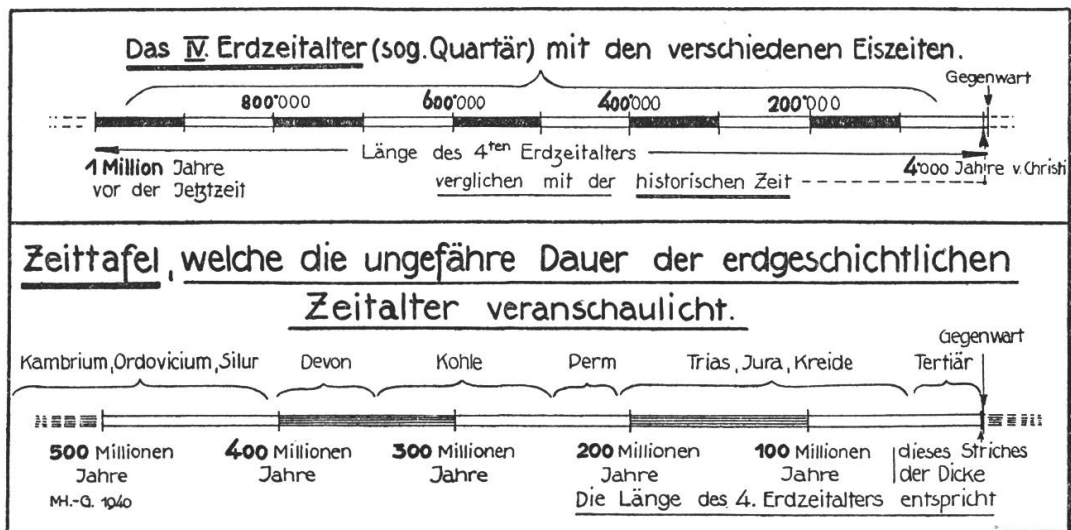 Das IV. Erdzeitalter (sog. Quartär) mit den verschiedenen Eiszeiten.
Gegenwart
800'000 600'000 400'000 200'000
Länge des 4ten Erdzeitalters
1 Million Jahre
vor der Jetztzeit
verglichen mit der historischen Zeit
4'000 Jahre v. Christi
Zeittafel, welche die ungefähre Dauer der erdgeschichtlichen
Zeitalter veranschaulicht.
Gegenwart
Kambrium, Ordovicium, Silur Devon Kohle Perm Trias, Jura, Kreide Tertiär
500 Millionen Jahre
400 Millionen Jahre
300 Millionen Jahre
200 Millionen Jahre
100 Millionen Jahre
dieses Striches
der Dicke
Die Länge des 4. Erdzeitalters entspricht
M.H.-G. 1940